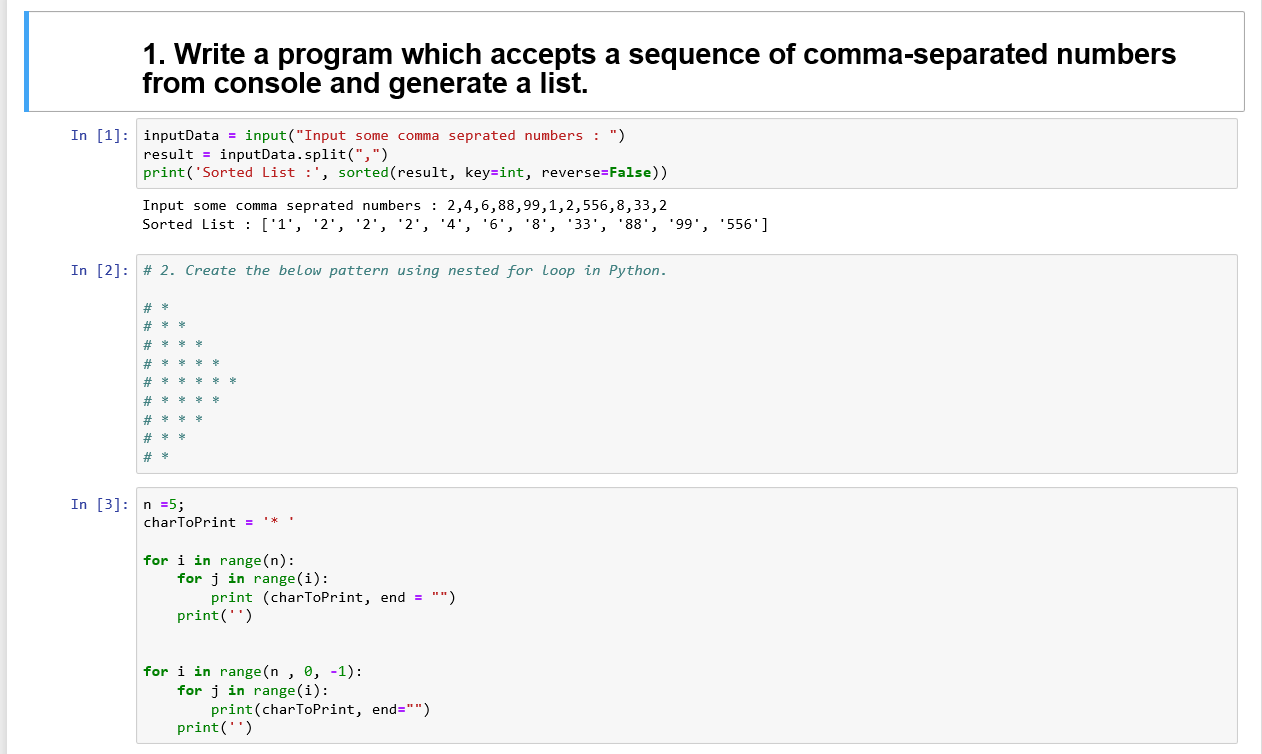 1. Write a program which accepts a sequence of comma-separated numbers
from console and generate a list.
In [1]: inputData = input("Input some comma seprated numbers : ")
result = inputData.split(",")
print('Sorted List :', sorted(result, key=int, reverse=False))
Input some comma seprated numbers : 2,4,6,88,99,1,2,556,8,33,2
Sorted List : ['1', '2', '2', '2', '4', '6', '8', '33', '88', '99', '556']
In [2]: # 2. Create the below pattern using nested for loop in Python.
# *
# * *
# * * *
# * * * *
# * * * * *
# * * * *
# * * *
# * *
# *
In [3]: n =5;
charToPrint = '* '
for i in range(n):
    for j in range(i):
        print (charToPrint, end = "")
    print('')
for i in range(n , 0, -1):
    for j in range(i):
        print(charToPrint, end="")
    print('')